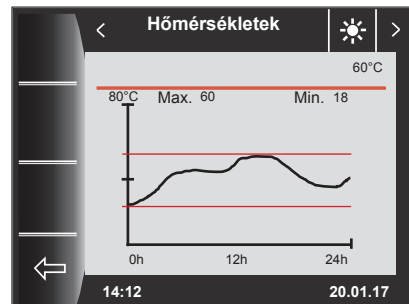 Hőmérsékletek
60°C
80°C Max. 60 Min. 18
0h 12h 24h
14:12 20.01.17